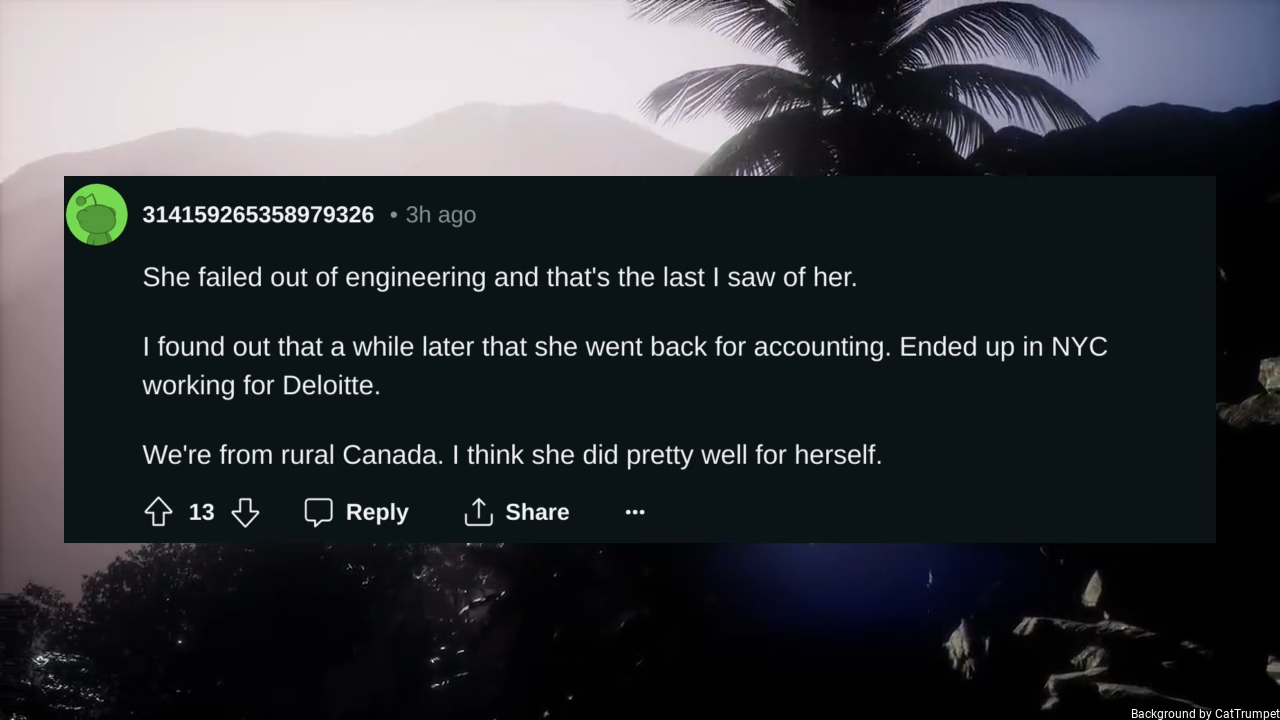 314159265358979326 • 3h ago
She failed out of engineering and that's the last I saw of her.
I found out that a while later that she went back for accounting. Ended up in NYC
working for Deloitte.
We're from rural Canada. I think she did pretty well for herself.
13 Reply Share •••
Background by CatTrumpet